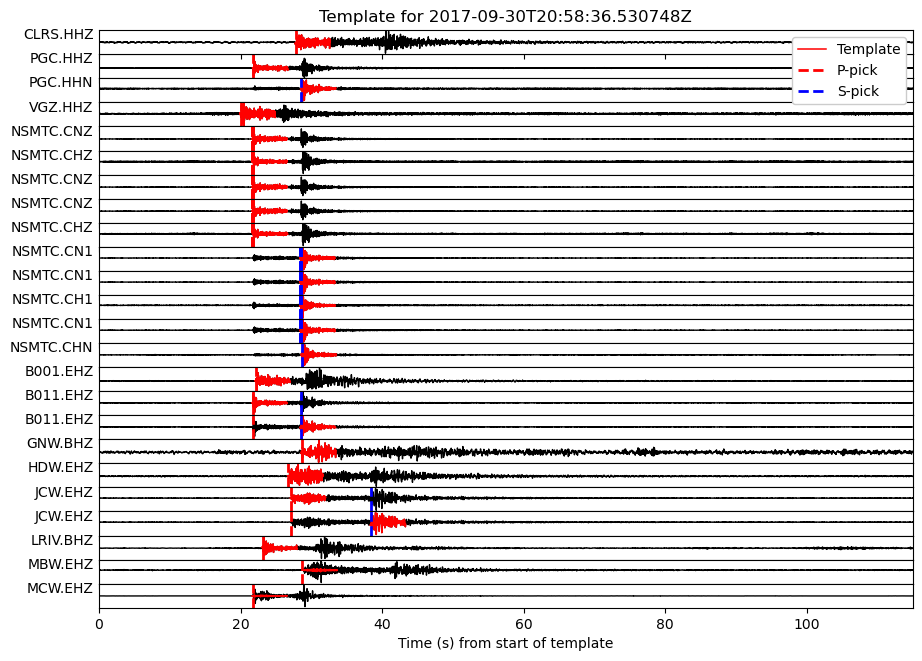 Template for 2017-09-30T20:58:36.530748Z
CLRS.HHZ
PGC.HHZ
PGC.HHN
VGZ.HHZ
NSMTC.CNZ
NSMTC.CHZ
NSMTC.CNZ
NSMTC.CNZ
NSMTC.CHZ
NSMTC.CN1
NSMTC.CN1
NSMTC.CH1
NSMTC.CN1
NSMTC.CHN
B001.EHZ
B011.EHZ
B011.EHZ
GNW.BHZ
HDW.EHZ
JCW.EHZ
JCW.EHZ
LRIV.BHZ
MBW.EHZ
MCW.EHZ
Template
P-pick
S-pick
0 20 40 60 80 100
Time (s) from start of template